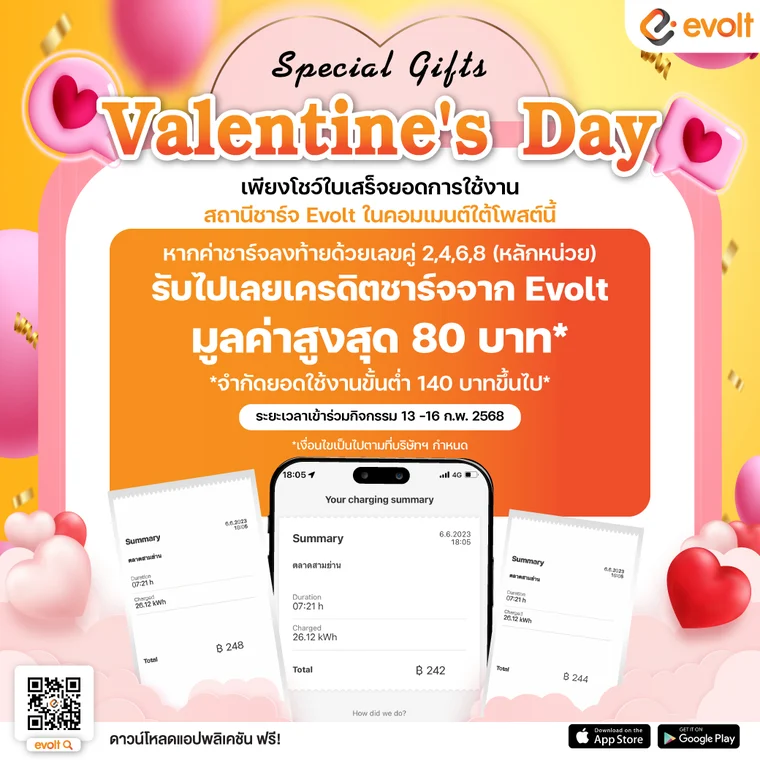 evolt
Special Gifts
Valentine's Day
เพียงโชว์ใบเสร็จยอดการใช้งาน
สถานีชาร์จ Evolt ในคอมเมนต์ใต้โพสต์นี้
หากค่าชาร์จลงท้ายด้วยเลขคู่ 2,4,6,8 (หลักหน่วย)
รับไปเลยเครดิตชาร์จจาก Evolt
มูลค่าสูงสุด 80 บาท*
*จำกัดยอดใช้งานขั้นต่ำ 140 บาทขึ้นไป*
ระยะเวลาเข้าร่วมกิจกรรม 13 -16 ก.พ. 2568
*เงื่อนไขเป็นไปตามที่บริษัทฯ กำหนด
Summary
6.6.2023
18:05
ตลาดสามย่าน
Duration
07:21 h
Charged
26.12 kWh
Total ฿ 248
18:05 4G
Your charging summary
Summary
6.6.2023
18:05
ตลาดสามย่าน
Duration
07:21 h
Charged
26.12 kWh
Total ฿ 242
How did we do?
Summary
6.6.2023
18:05
ตลาดสามย่าน
Duration
07:21 h
Charged
26.12 kWh
Total ฿ 244
evolt
ดาวน์โหลดแอปพลิเคชัน ฟรี!
Download on the
App Store
GET IT ON
Google Play